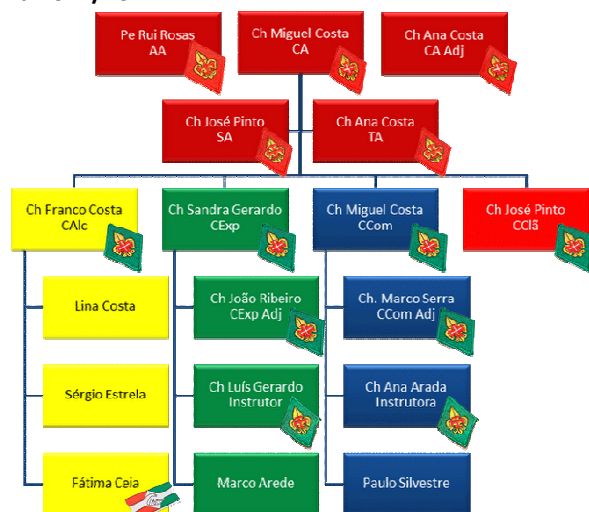 Pe Rui Rosas
AA
Ch Miguel Costa
CA
Ch Ana Costa
CA Adj
Ch José Pinto
SA
Ch Ana Costa
TA
Ch Franco Costa
CAlc
Ch Sandra Gerardo
CExp
Ch Miguel Costa
CCom
Ch José Pinto
CClã
Lina Costa
Ch João Ribeiro
CExp Adj
Ch. Marco Serra
CCom Adj
Sérgio Estrela
Ch Luís Gerardo
Instrutor
Ch Ana Arada
Instrutora
Fátima Ceia
Marco Arede
Paulo Silvestre